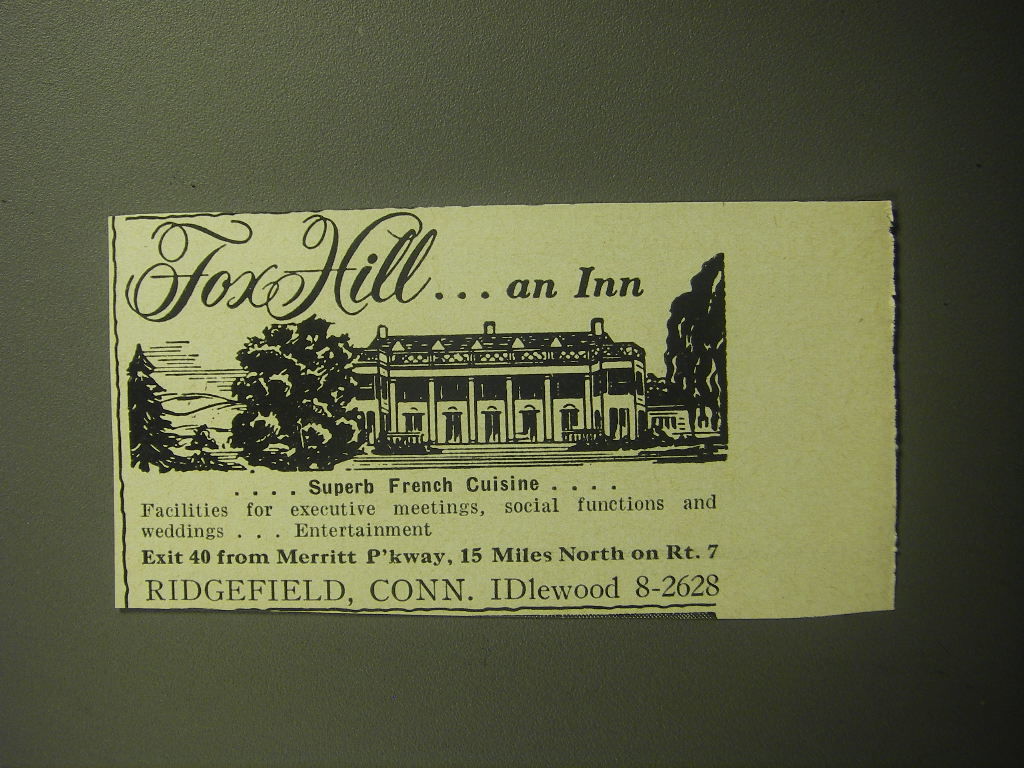 Fox Hill... an Inn
. . . . Superb French Cuisine . . . .
Facilities for executive meetings, social functions and
weddings . . . Entertainment
Exit 40 from Merritt P'kway, 15 Miles North on Rt. 7
RIDGEFIELD, CONN. IDlewood 8-2628